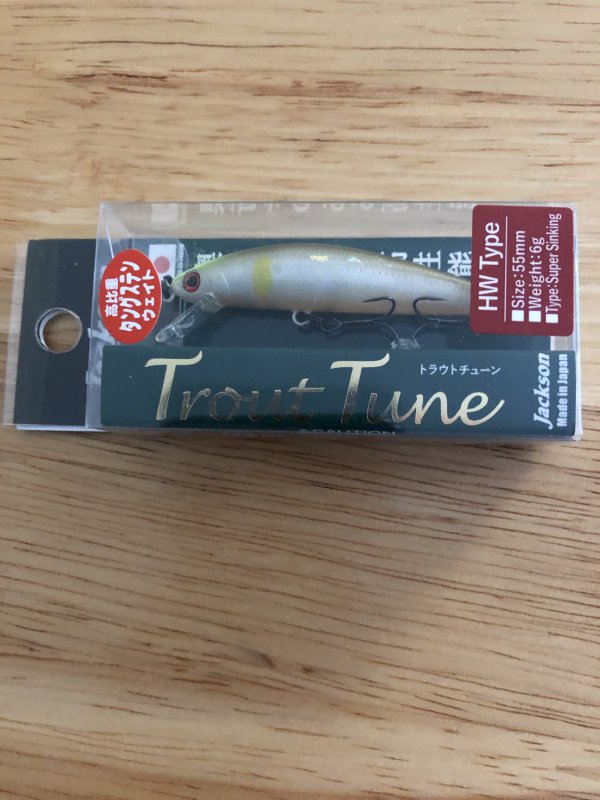 高比重
タングステン
ウェイト
HW Type
■Size:55mm
■Weight:6g
■Type:Super Sinking
Trout Tune
トラウトチューン
Jackson
Made in Japan